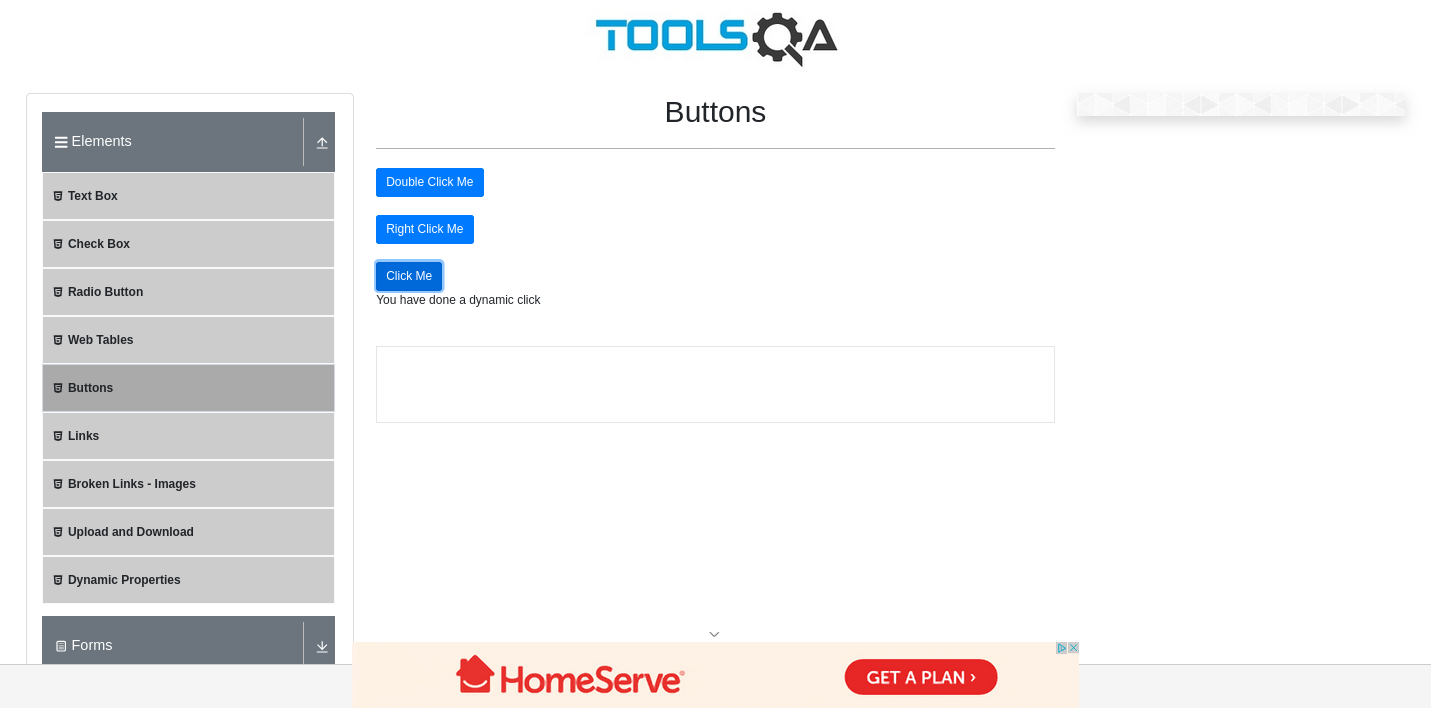 TOOLSQA
Elements
Text Box
Check Box
Radio Button
Web Tables
Buttons
Links
Broken Links - Images
Upload and Download
Dynamic Properties
Forms
Buttons
Double Click Me
Right Click Me
Click Me
You have done a dynamic click
HomeServe®
GET A PLAN ›